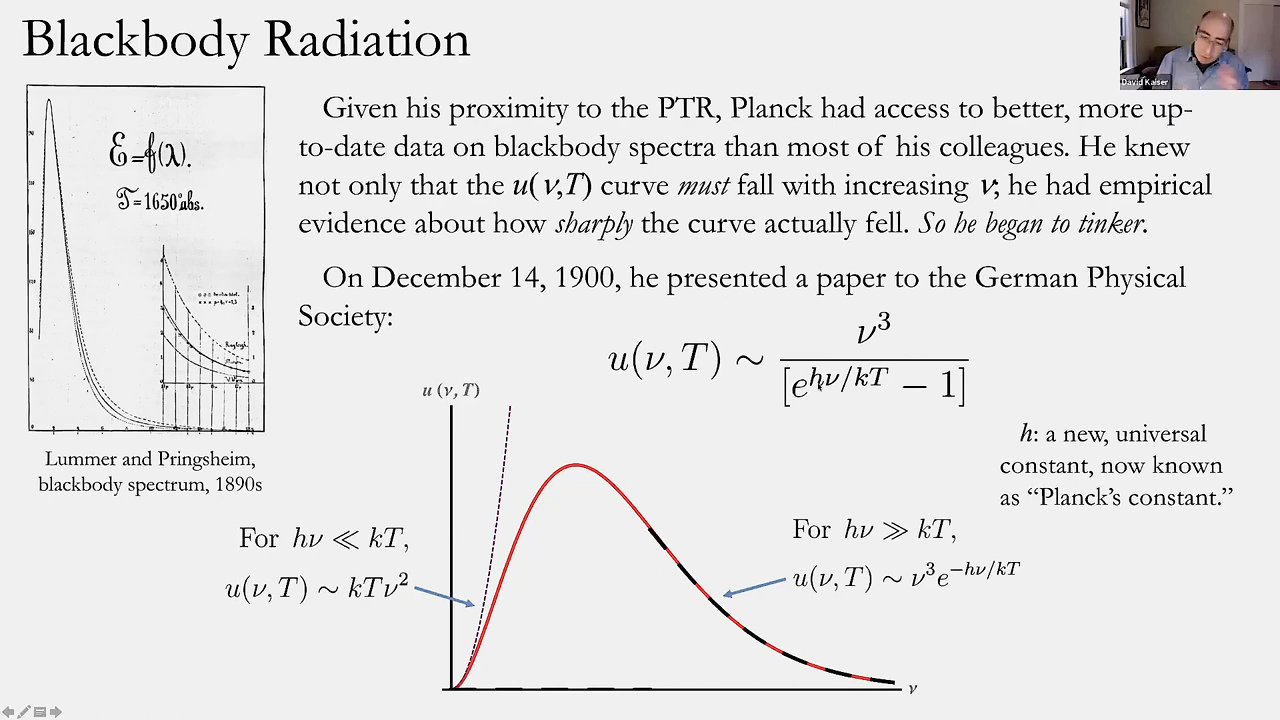 Blackbody Radiation
David Kaiser
Given his proximity to the PTR, Planck had access to better, more up-
to-date data on blackbody spectra than most of his colleagues. He knew
not only that the u(ν,T) curve must fall with increasing ν; he had empirical
evidence about how sharply the curve actually fell. So he began to tinker.
On December 14, 1900, he presented a paper to the German Physical
Society:
u(ν, T) ∼ ν³ / [e^{hν/kT} − 1]
h: a new, universal
constant, now known
as “Planck’s constant.”
ℰ=f(λ).
T=1650°abs.
Lummer and Pringsheim,
blackbody spectrum, 1890s
u (ν, T)
For hν ≪ kT,
u(ν, T) ∼ kTν²
For hν ≫ kT,
u(ν, T) ∼ ν³e^{−hν/kT}
ν